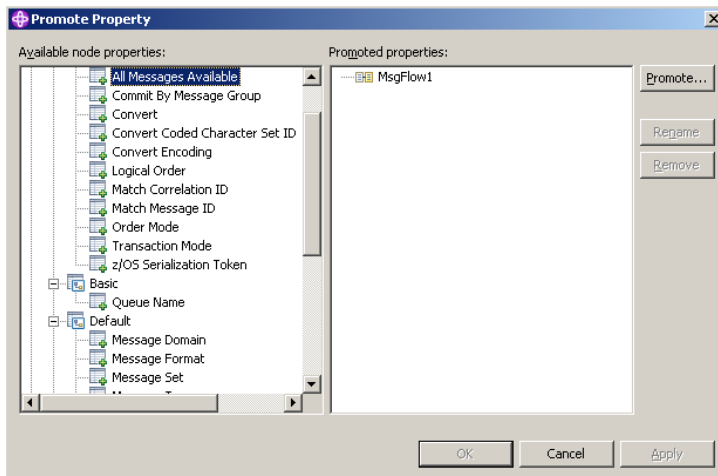 Promote Property
Available node properties:
All Messages Available
Commit By Message Group
Convert
Convert Coded Character Set ID
Convert Encoding
Logical Order
Match Correlation ID
Match Message ID
Order Mode
Transaction Mode
z/OS Serialization Token
Basic
Queue Name
Default
Message Domain
Message Format
Message Set
Promoted properties:
MsgFlow1
Promote...
Rename
Remove
OK
Cancel
Apply